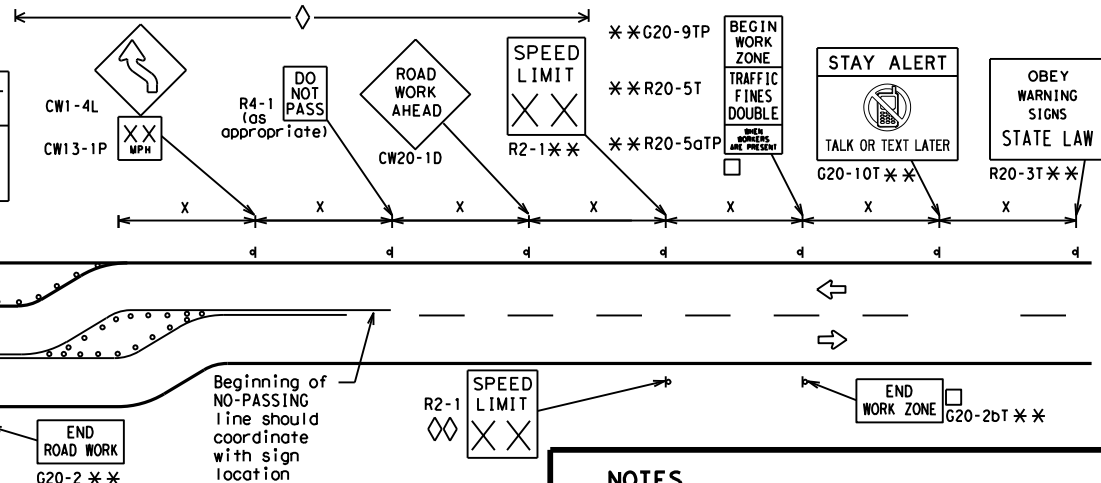 CW1-4L
CW13-1P
XX
MPH
R4-1
(as
appropriate)
DO
NOT
PASS
ROAD
WORK
AHEAD
CW20-1D
SPEED
LIMIT
XX
R2-1**
**G20-9TP
**R20-5T
**R20-5aTP
BEGIN
WORK
ZONE
TRAFFIC
FINES
DOUBLE
WHEN
WORKERS
ARE PRESENT
STAY ALERT
TALK OR TEXT LATER
G20-10T**
OBEY
WARNING
SIGNS
STATE LAW
R20-3T**
X X X X X X X
Beginning of
NO-PASSING
line should
coordinate
with sign
location
R2-1
SPEED
LIMIT
XX
END
WORK ZONE
G20-2bT**
END
ROAD WORK
G20-2**
NOTES